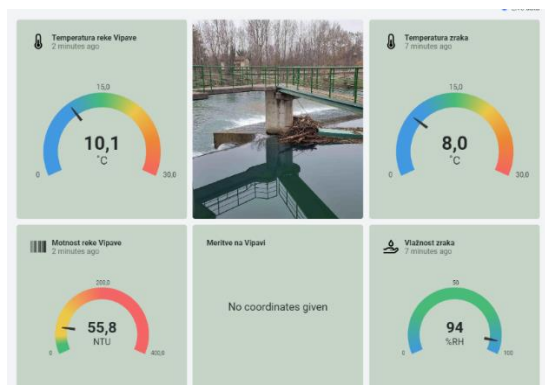 Temperatura reke Vipave
2 minutes ago
15,0
10,1
°C
0
30,0
Temperatura zraka
7 minutes ago
15,0
8,0
°C
0
30,0
Motnost reke Vipave
2 minutes ago
200,0
55,8
NTU
0
400,0
Meritve na Vipavi
No coordinates given
Vlažnost zraka
7 minutes ago
50
94
%RH
0
100